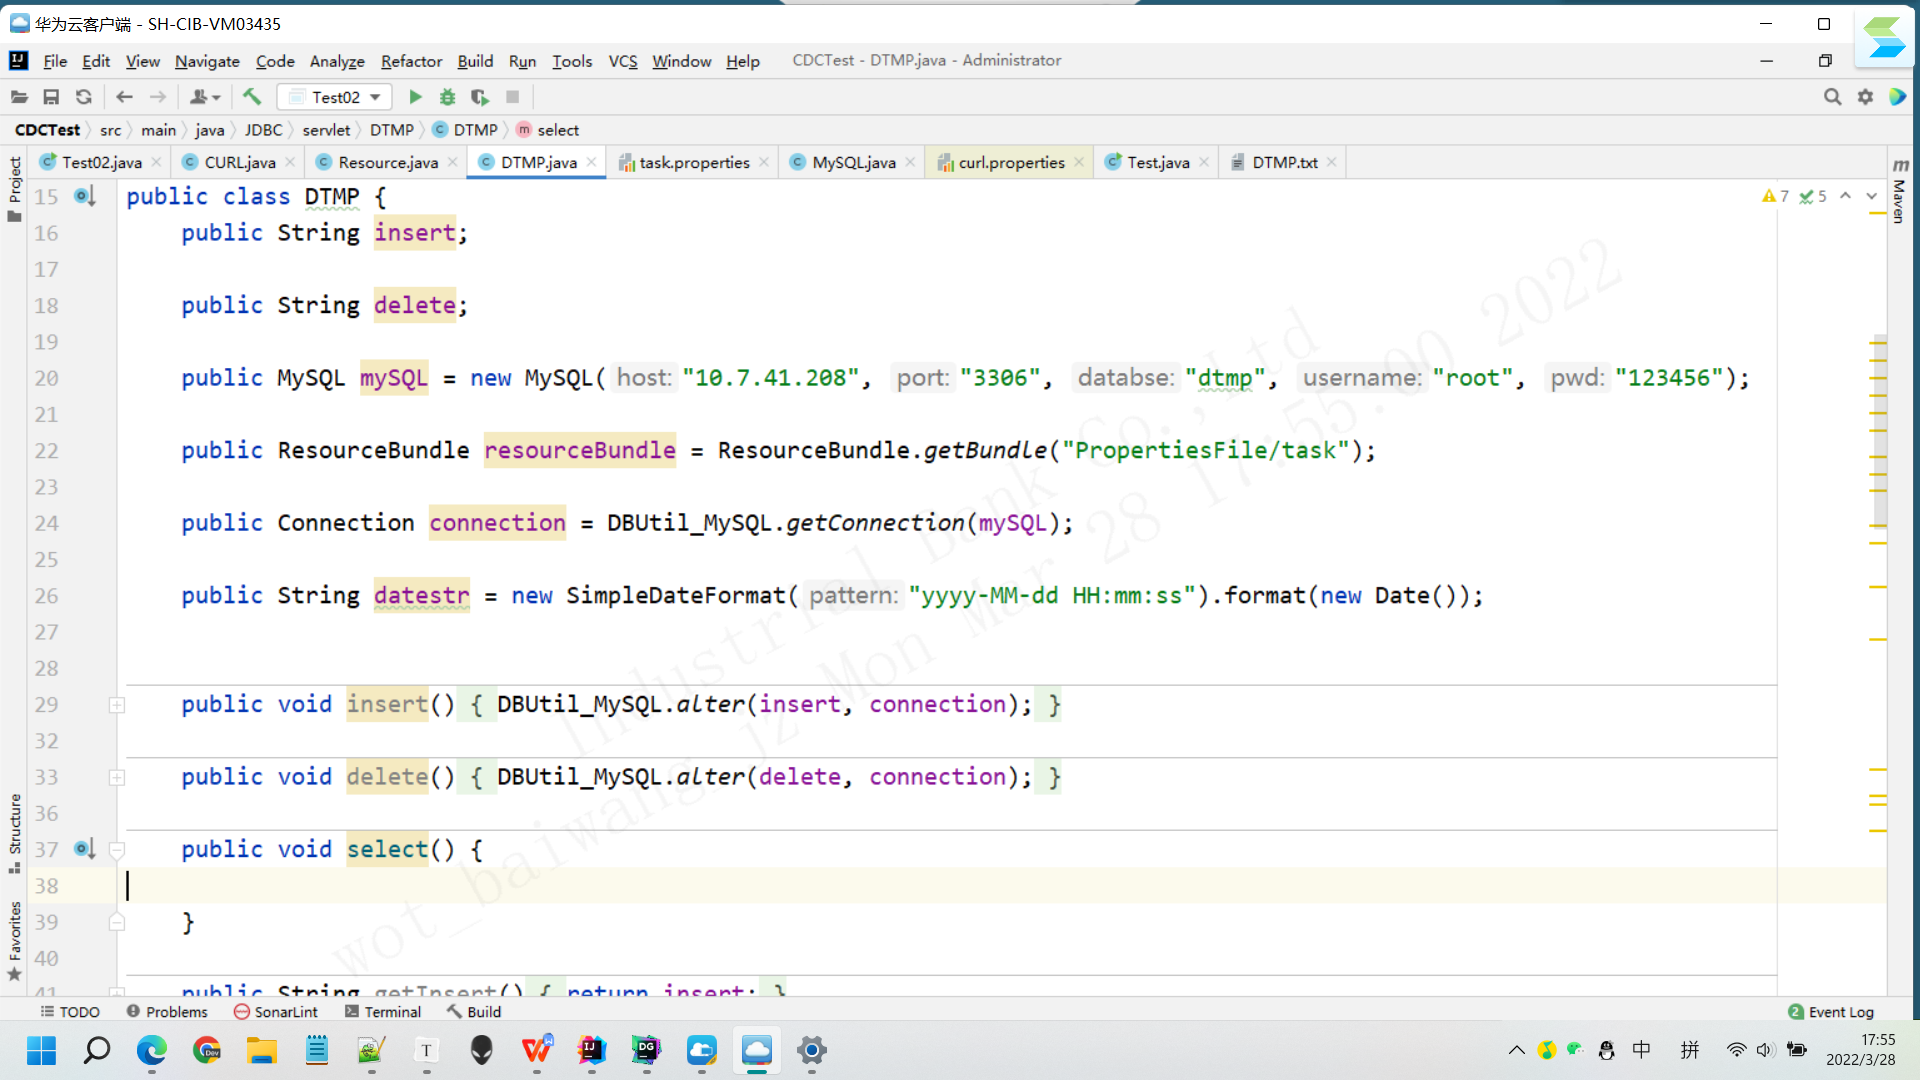 华为云客户端 - SH-CIB-VM03435
File Edit View Navigate Code Analyze Refactor Build Run Tools VCS Window Help CDCTest - DTMP.java - Administrator
Test02
CDCTest src main java JDBC servlet DTMP DTMP select
Test02.java CURL.java Resource.java DTMP.java task.properties MySQL.java curl.properties Test.java DTMP.txt
Project
Maven
7 5
15 public class DTMP {
16 public String insert;
17
18 public String delete;
19
20 public MySQL mySQL = new MySQL( host: "10.7.41.208", port: "3306", databse: "dtmp", username: "root", pwd: "123456");
21
22 public ResourceBundle resourceBundle = ResourceBundle.getBundle("PropertiesFile/task");
23
24 public Connection connection = DBUtil_MySQL.getConnection(mySQL);
25
26 public String datestr = new SimpleDateFormat( pattern: "yyyy-MM-dd HH:mm:ss").format(new Date());
27
28
29 public void insert() { DBUtil_MySQL.alter(insert, connection); }
32
33 public void delete() { DBUtil_MySQL.alter(delete, connection); }
36
37 public void select() {
38
39 }
40
41 public String getInsert() { return insert; }
Structure
Favorites
Industrial Bank Co.,Ltd
wot_baiwang_jz Mon Mar 28 17:55:00 2022
TODO Problems SonarLint Terminal Build 2 Event Log
Dev T W IJ DG 中 拼 17:55
2022/3/28